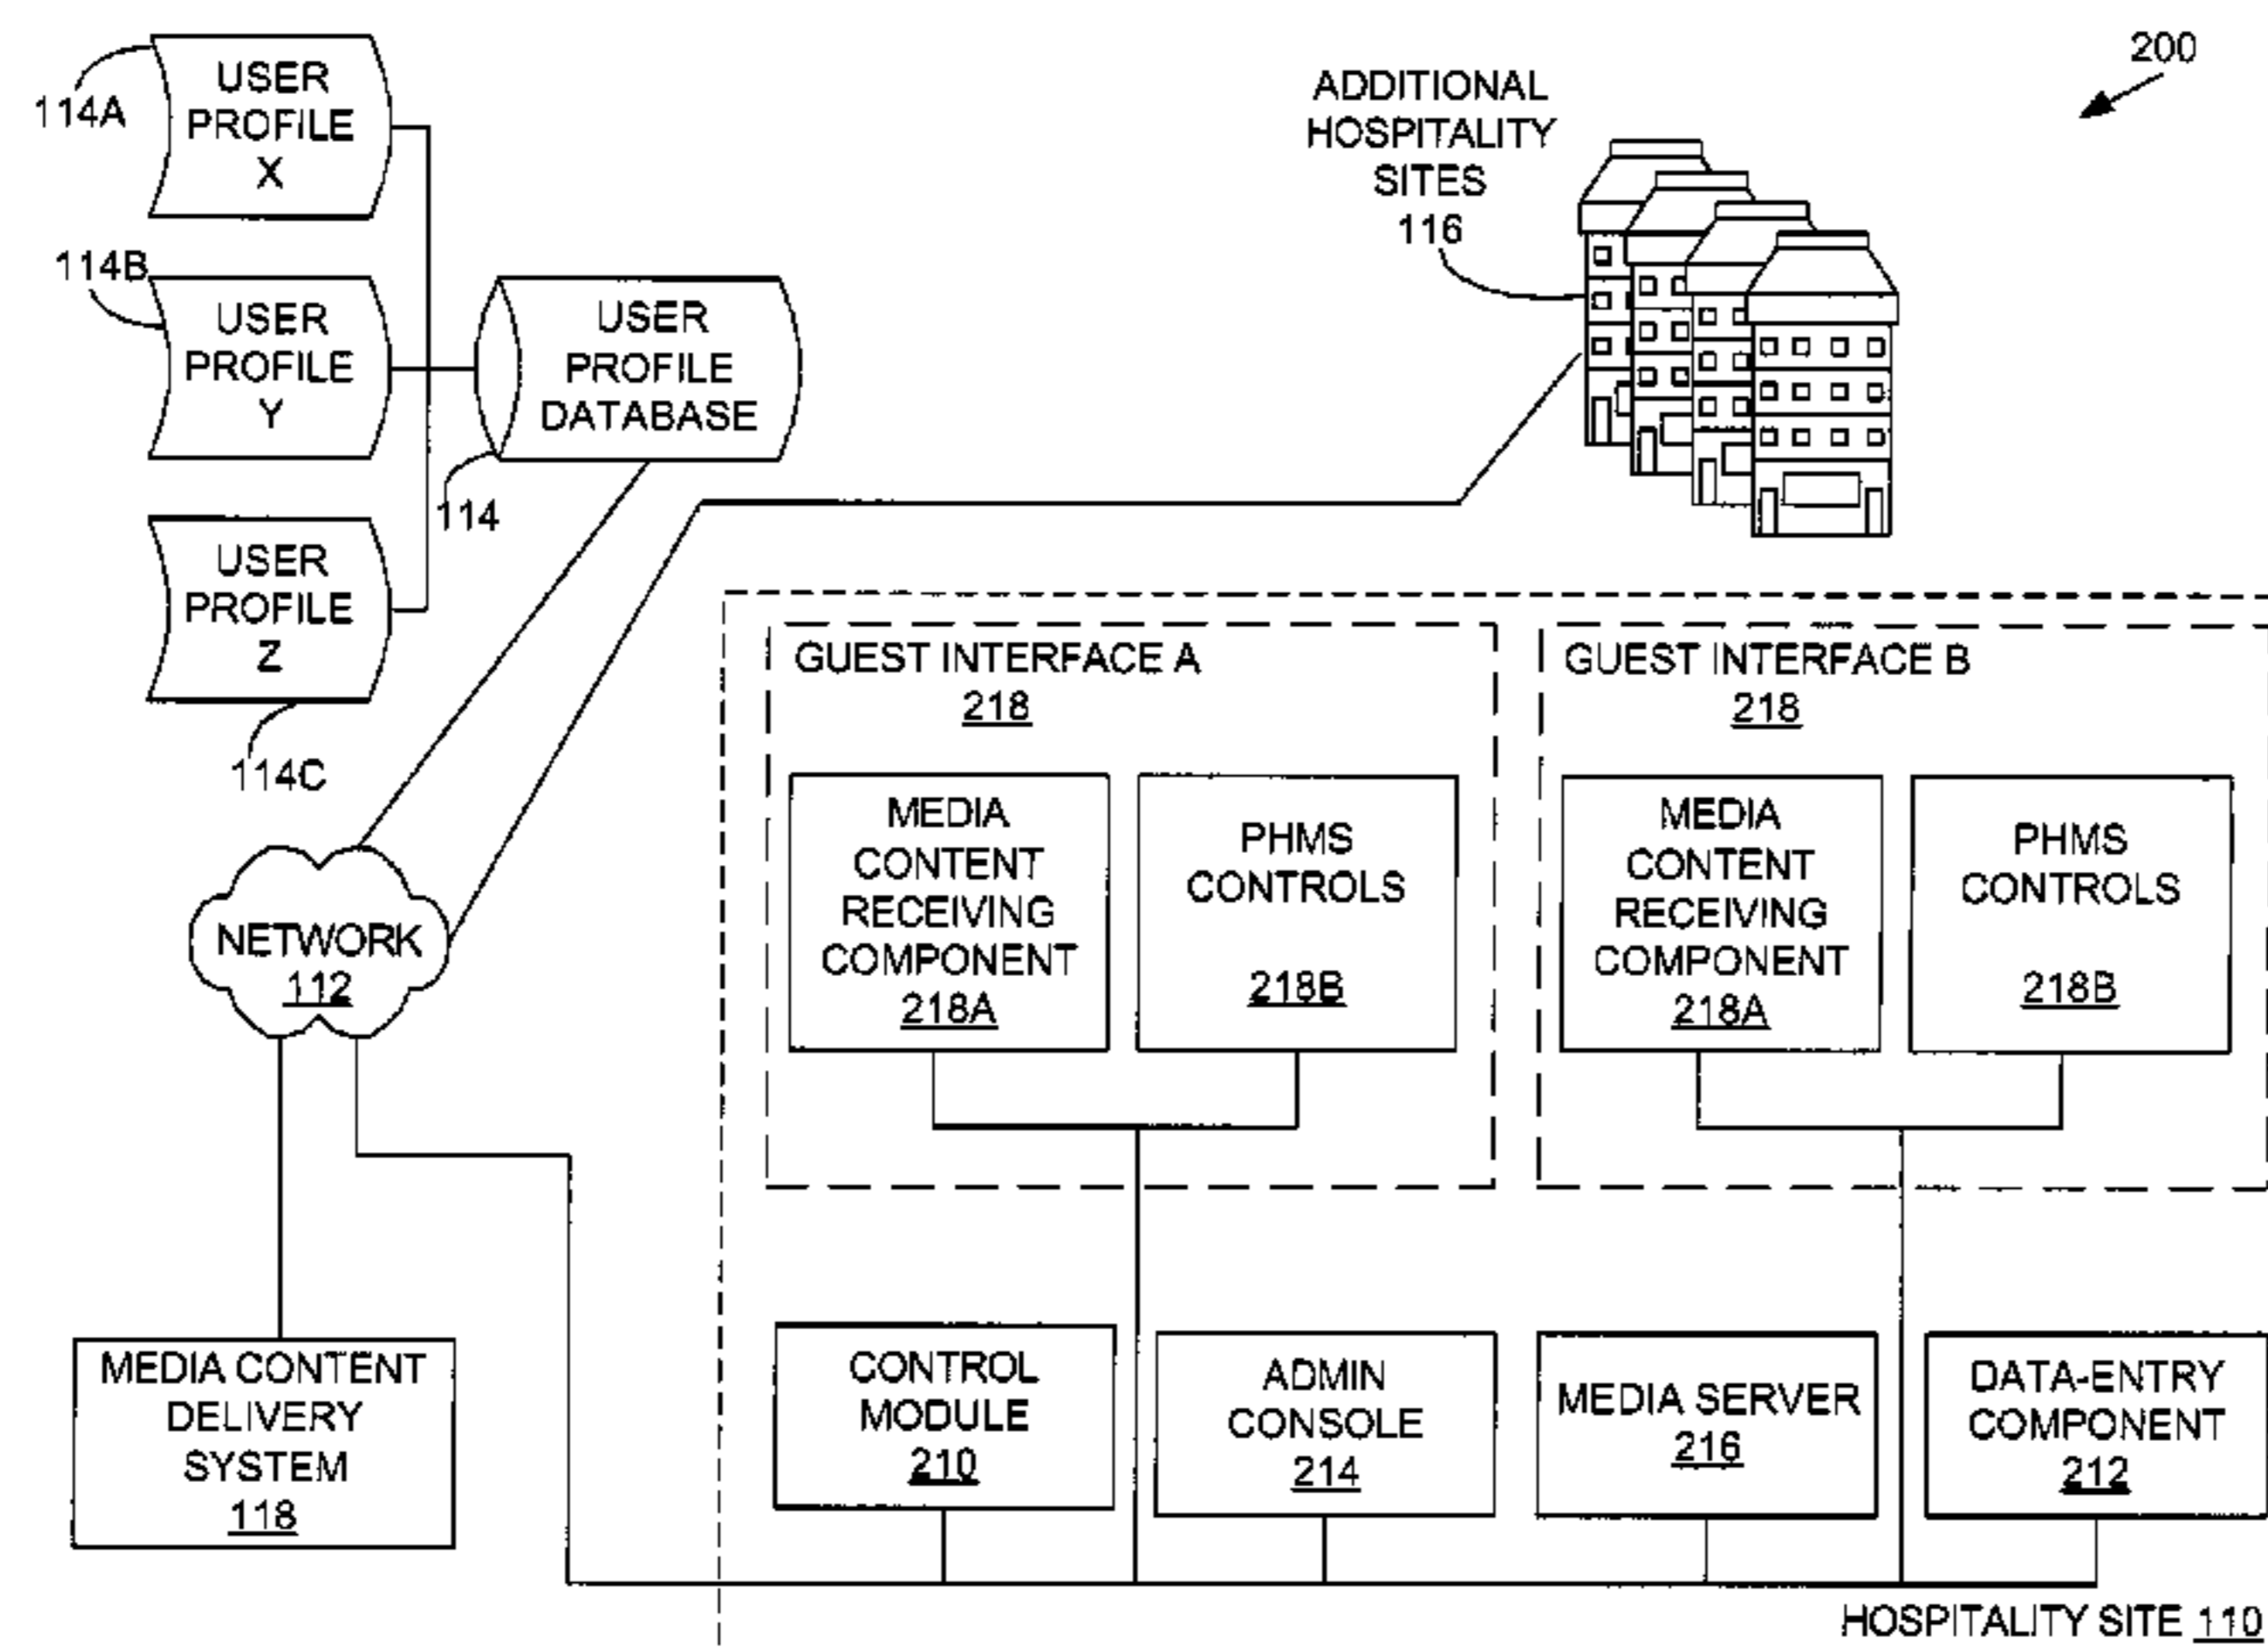 200
114A
USER
PROFILE
X
ADDITIONAL
HOSPITALITY
SITES
116
114B
USER
PROFILE
Y
USER
PROFILE
DATABASE
114
USER
PROFILE
Z
114C
GUEST INTERFACE A
218
GUEST INTERFACE B
218
MEDIA
CONTENT
RECEIVING
COMPONENT
218A
PHMS
CONTROLS
218B
MEDIA
CONTENT
RECEIVING
COMPONENT
218A
PHMS
CONTROLS
218B
NETWORK
112
MEDIA CONTENT
DELIVERY
SYSTEM
118
CONTROL
MODULE
210
ADMIN
CONSOLE
214
MEDIA SERVER
216
DATA-ENTRY
COMPONENT
212
HOSPITALITY SITE 110